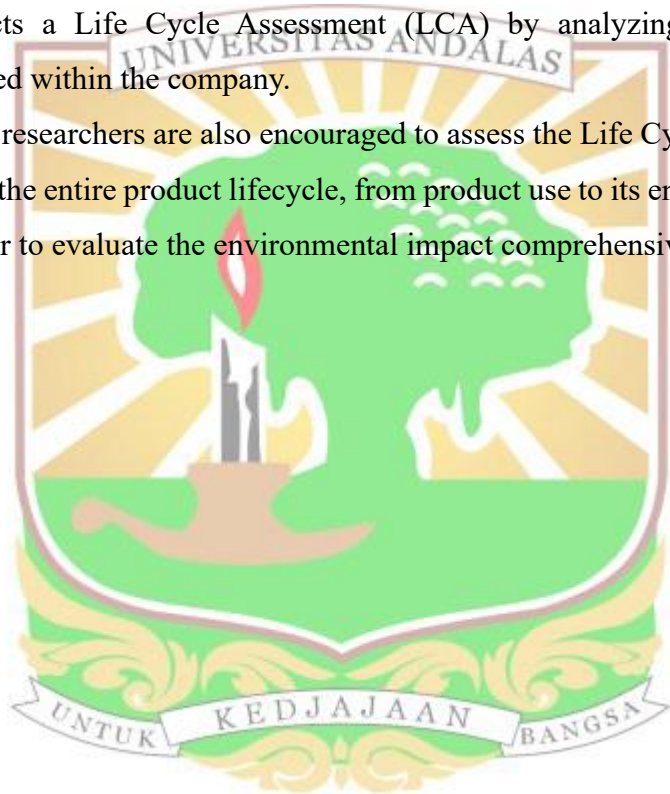 cts a Life Cycle Assessment (LCA) by analyzing
UNIVERSITAS ANDALAS
ed within the company.
researchers are also encouraged to assess the Life Cy
the entire product lifecycle, from product use to its en
r to evaluate the environmental impact comprehensiv
UNTUK KEDJAJAAN BANGSA